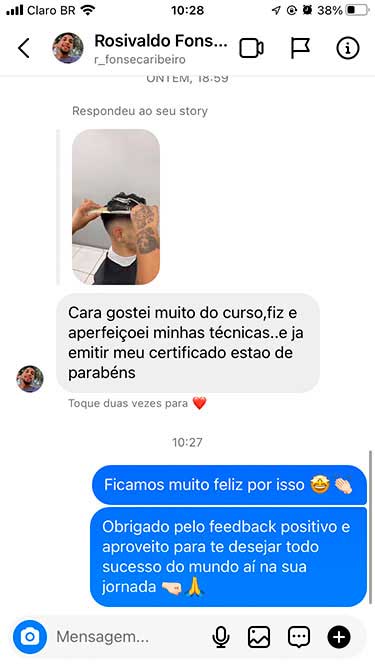 Claro BR 10:28 38%
Rosivaldo Fons...
r_fonsecaribeiro
ONTEM, 18:59
Respondeu ao seu story
Cara gostei muito do curso,fiz e
aperfeiçoei minhas técnicas..e ja
emitir meu certificado estao de
parabéns
Toque duas vezes para ❤️
10:27
Ficamos muito feliz por isso 🤩 👏🏻
Obrigado pelo feedback positivo e
aproveito para te desejar todo
sucesso do mundo aí na sua
jornada 🤜🏻 🙏
Mensagem...